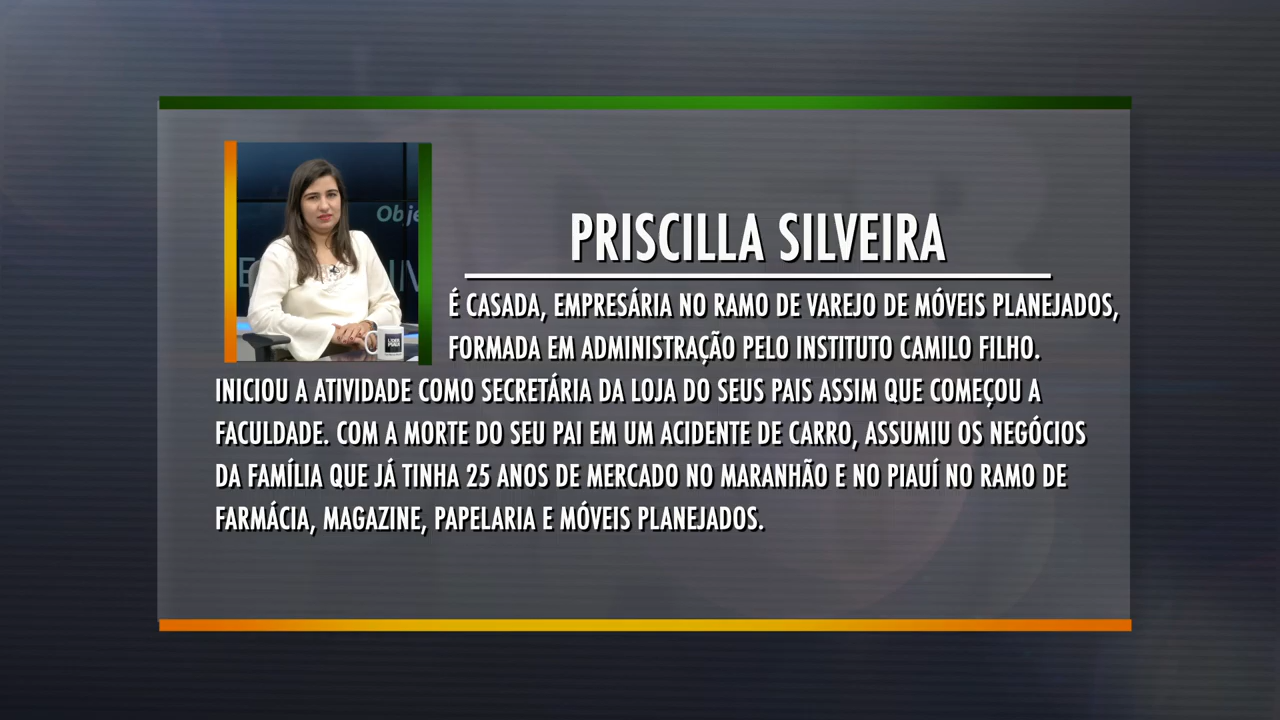 PRISCILLA SILVEIRA
É CASADA, EMPRESÁRIA NO RAMO DE VAREJO DE MÓVEIS PLANEJADOS,
FORMADA EM ADMINISTRAÇÃO PELO INSTITUTO CAMILO FILHO.
INICIOU A ATIVIDADE COMO SECRETÁRIA DA LOJA DO SEUS PAIS ASSIM QUE COMEÇOU A
FACULDADE. COM A MORTE DO SEU PAI EM UM ACIDENTE DE CARRO, ASSUMIU OS NEGÓCIOS
DA FAMÍLIA QUE JÁ TINHA 25 ANOS DE MERCADO NO MARANHÃO E NO PIAUÍ NO RAMO DE
FARMÁCIA, MAGAZINE, PAPELARIA E MÓVEIS PLANEJADOS.
Obje